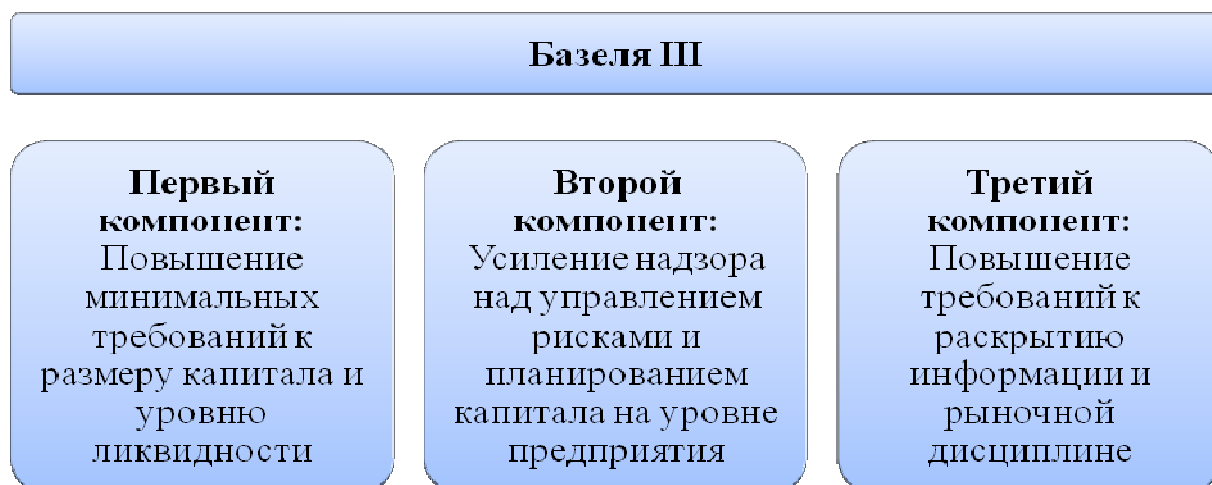 Базеля III
Первый
компонент:
Повышение
минимальных
требований к
размеру капитала и
уровню
ликвидности
Второй
компонент:
Усиление надзора
над управлением
рисками и
планированием
капитала на уровне
предприятия
Третий
компонент:
Повышение
требований к
раскрытию
информации и
рыночной
дисциплине